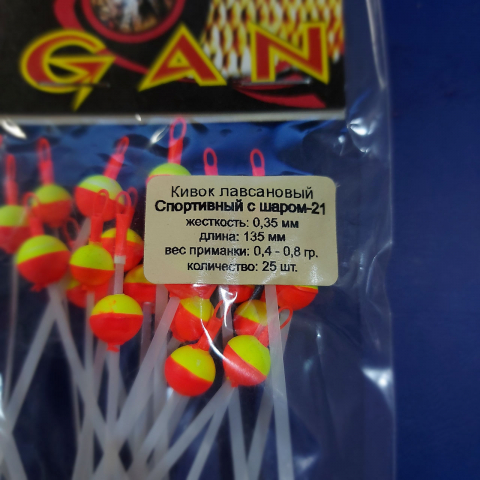 GAN
Кивок лавсановый
Спортивный с шаром-21
жесткость: 0,35 мм
длина: 135 мм
вес приманки: 0,4 - 0,8 гр.
количество: 25 шт.